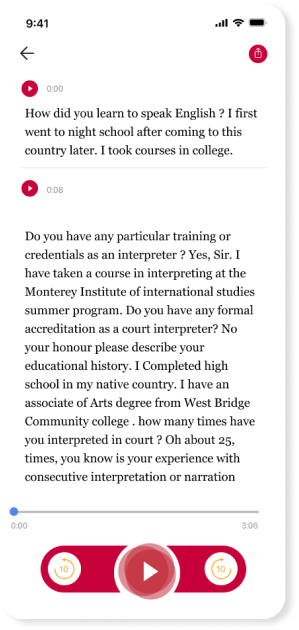 9:41
0:00
How did you learn to speak English ? I first
went to night school after coming to this
country later. I took courses in college.
0:08
Do you have any particular training or
credentials as an interpreter ? Yes, Sir. I
have taken a course in interpreting at the
Monterey Institute of international studies
summer program. Do you have any formal
accreditation as a court interpreter? No
your honour please describe your
educational history. I Completed high
school in my native country. I have an
associate of Arts degree from West Bridge
Community college . how many times have
you interpreted in court ? Oh about 25,
times, you know is your experience with
consecutive interpretation or narration
0:00 3:06
10 10